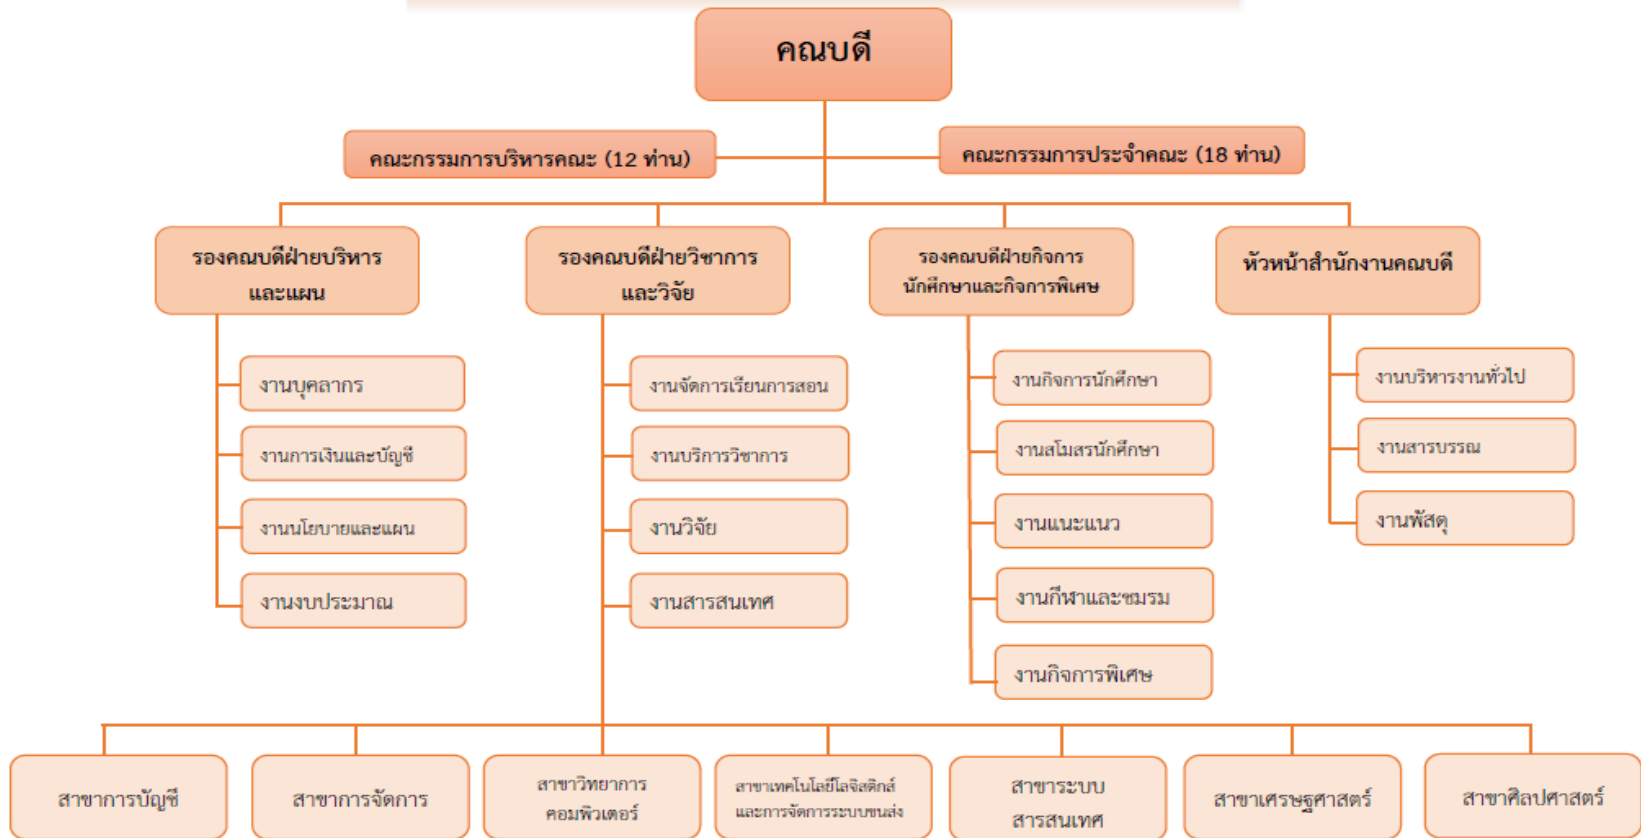 คณบดี
คณะกรรมการบริหารคณะ (12 ท่าน)
คณะกรรมการประจำคณะ (18 ท่าน)
รองคณบดีฝ่ายบริหาร
และแผน
รองคณบดีฝ่ายวิชาการ
และวิจัย
รองคณบดีฝ่ายกิจการ
นักศึกษาและกิจการพิเศษ
หัวหน้าสำนักงานคณบดี
งานบุคลากร
งานการเงินและบัญชี
งานนโยบายและแผน
งานงบประมาณ
งานจัดการเรียนการสอน
งานบริการวิชาการ
งานวิจัย
งานสารสนเทศ
งานกิจการนักศึกษา
งานสโมสรนักศึกษา
งานแนะแนว
งานกีฬาและชมรม
งานกิจการพิเศษ
งานบริหารงานทั่วไป
งานสารบรรณ
งานพัสดุ
สาขาการบัญชี
สาขาการจัดการ
สาขาวิทยาการ
คอมพิวเตอร์
สาขาเทคโนโลยีโลจิสติกส์
และการจัดการระบบขนส่ง
สาขาระบบ
สารสนเทศ
สาขาเศรษฐศาสตร์
สาขาศิลปศาสตร์